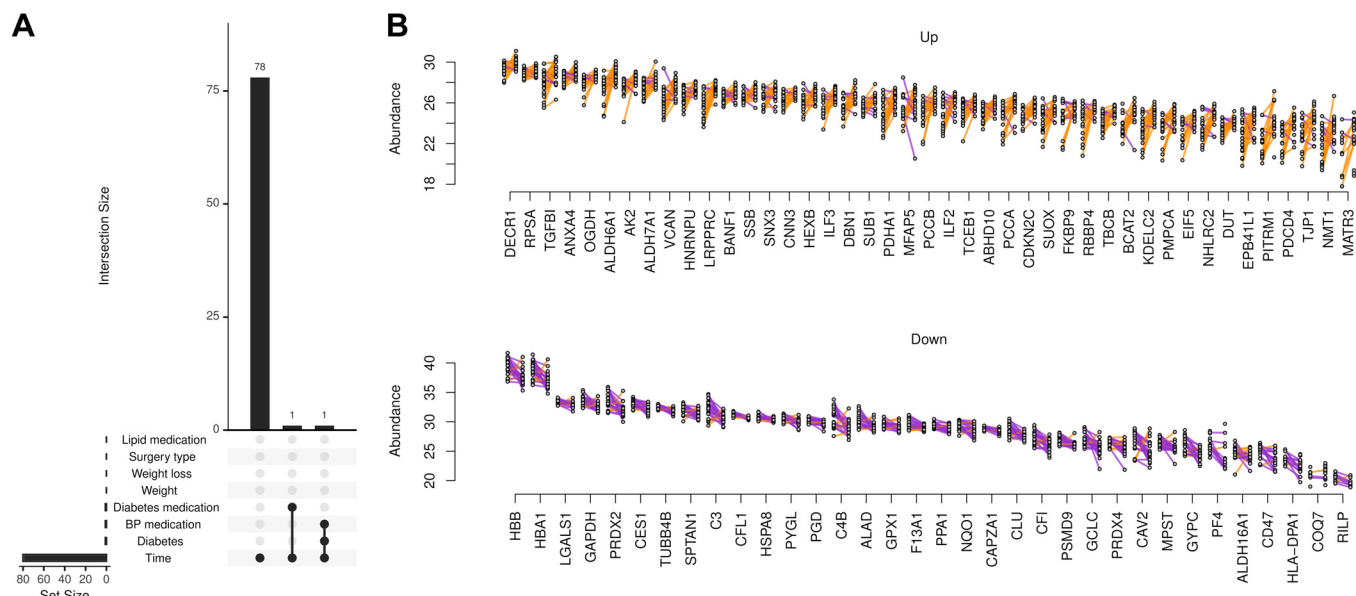 A
78
75
50
25
0
1
1
Intersection Size
Lipid medication
Surgery type
Weight loss
Weight
Diabetes medication
BP medication
Diabetes
Time
80 60 40 20 0
Set Size
B
Up
Abundance
30
26
22
18
DECR1
RPSA
TGFBI
ANXA4
OGDH
ALDH6A1
AK2
ALDH7A1
VCAN
HNRNPU
LRPPRC
BANF1
SSB
SNX3
CNN3
HEXB
ILF3
DBN1
SUB1
PDHA1
MFAP5
PCCB
ILF2
TCEB1
ABHD10
PCCA
CDKN2C
SUOX
FKBP9
RBBP4
TBCB
BCAT2
KDELC2
PMPCA
EIF5
NHLRC2
DUT
EPB41L1
PITRM1
PDCD4
TJP1
NMT1
MATR3
Down
Abundance
40
35
30
25
20
HBB
HBA1
LGALS1
GAPDH
PRDX2
CES1
TUBB4B
SPTAN1
C3
CFL1
HSPA8
PYGL
PGD
C4B
ALAD
GPX1
F13A1
PPA1
NQO1
CAPZA1
CLU
CFI
PSMD9
GCLC
PRDX4
CAV2
MPST
GYPC
PF4
ALDH16A1
CD47
HLA−DPA1
COQ7
RILP